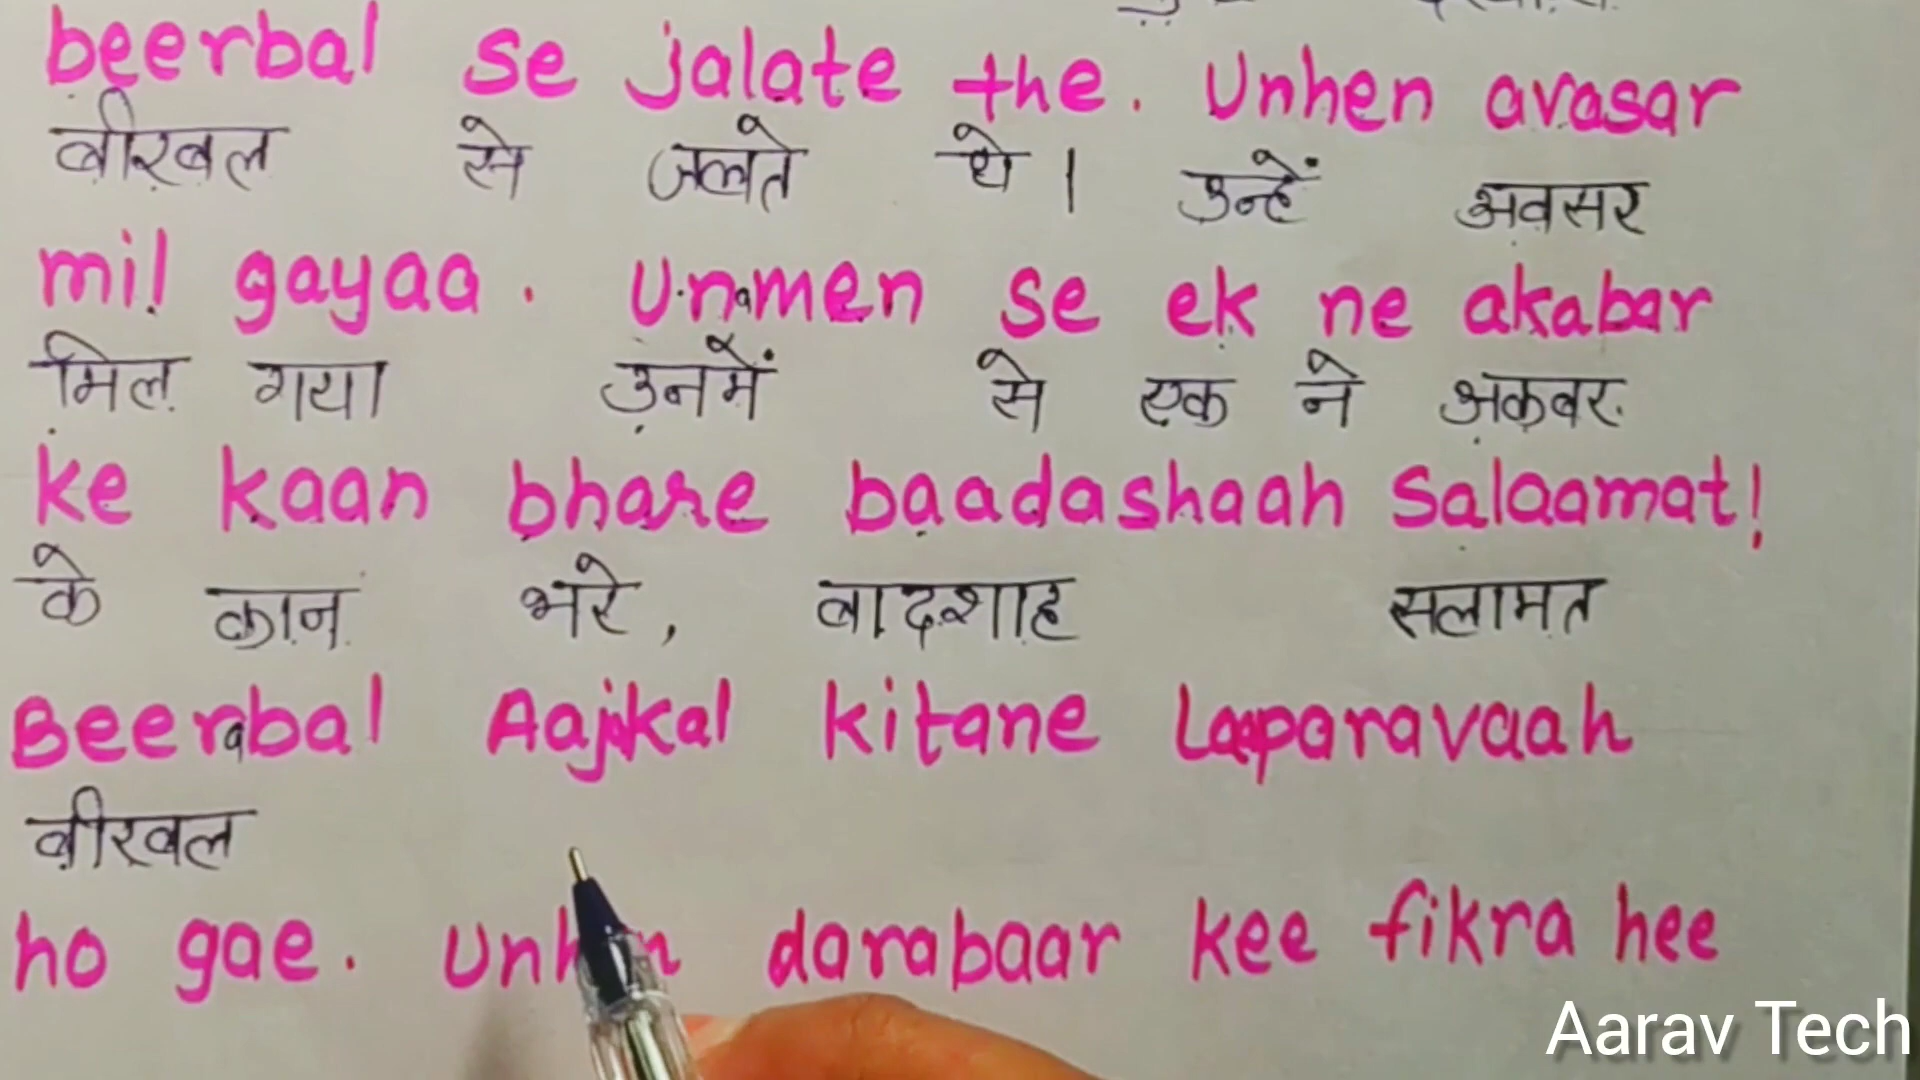 beerbal se jalate the. Unhen avasar
बीरबल से जलते थे। उन्हें अवसर
mil gayaa. Unamen se ek ne akabar
मिल गया उनमें से एक ने अकबर
ke kaan bhare baadashaah Salaamat!
के कान भरे, बादशाह सलामत
Beerabal Aajkal kitane Laaparavaah
बीरबल
ho gae. darabaar kee fikra hee
Aarav Tech